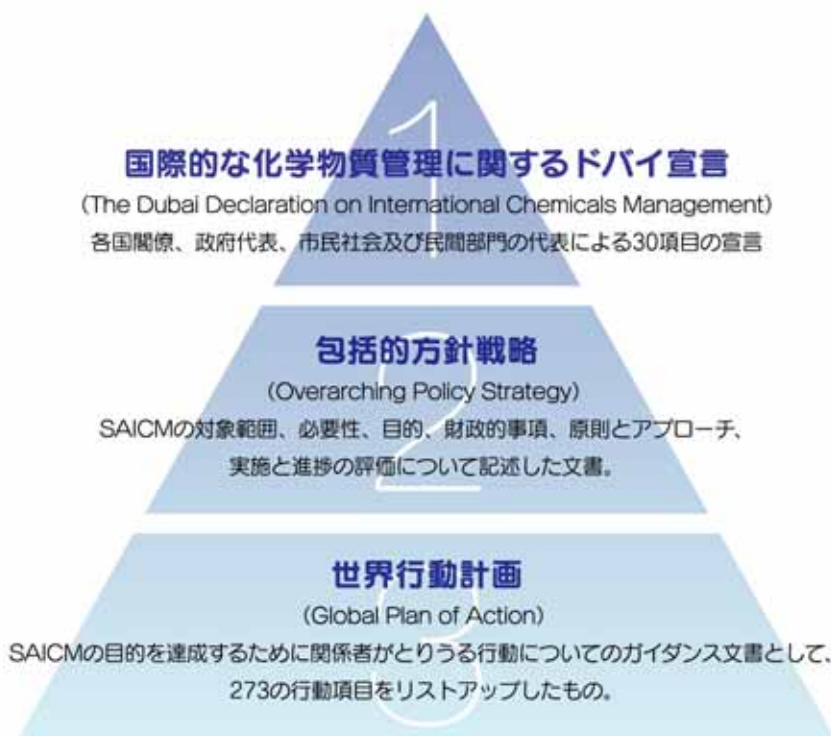 1
国際的な化学物質管理に関するドバイ宣言
(The Dubai Declaration on International Chemicals Management)
各国閣僚、政府代表、市民社会及び民間部門の代表による30項目の宣言
2
包括的方針戦略
(Overarching Policy Strategy)
SAICMの対象範囲、必要性、目的、財政的事項、原則とアプローチ、
実施と進捗の評価について記述した文書。
3
世界行動計画
(Global Plan of Action)
SAICMの目的を達成するために関係者がとりうる行動についてのガイダンス文書として、
273の行動項目をリストアップしたもの。